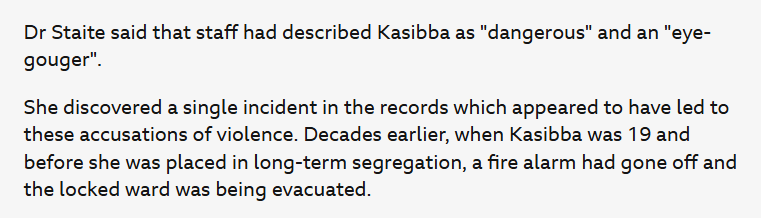 Dr Staite said that staff had described Kasibba as "dangerous" and an "eye-
gouger".
She discovered a single incident in the records which appeared to have led to
these accusations of violence. Decades earlier, when Kasibba was 19 and
before she was placed in long-term segregation, a fire alarm had gone off and
the locked ward was being evacuated.